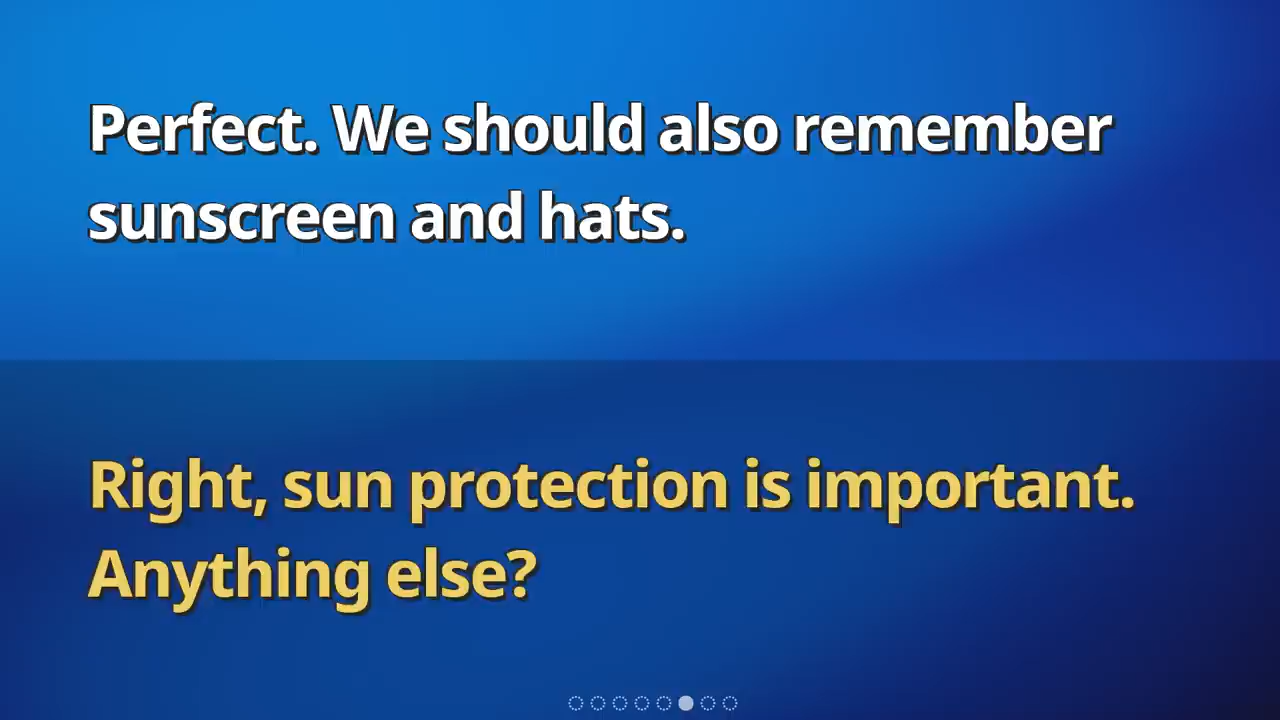 Perfect. We should also remember
sunscreen and hats.
Right, sun protection is important.
Anything else?